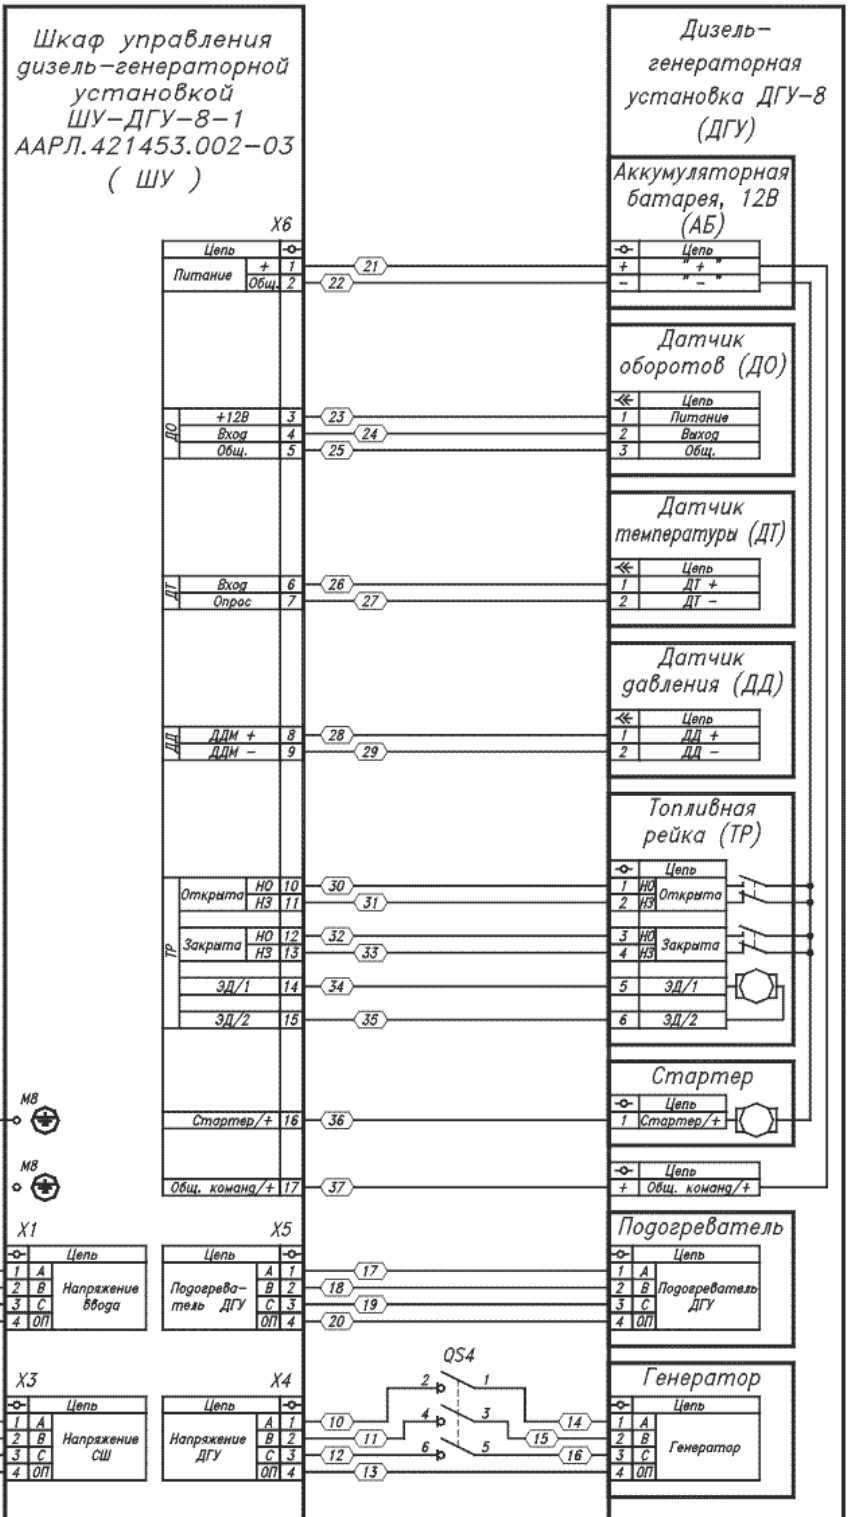 Шкаф управления
дизель-генераторной
установкой
ШУ-ДГУ-8-1
ААРЛ.421453.002-03
( ШУ )
Дизель-
генераторная
установка ДГУ-8
(ДГУ)
Аккумуляторная
батарея, 12В
(АБ)
X6
Цепь
Питание + 1 21
Общ. 2 22
Цепь
+ " + "
- " - "
Датчик
оборотов (ДО)
Цепь
1 Питание
2 Выход
3 Общ.
ДО
+12В 3 23
Вход 4 24
Общ. 5 25
Датчик
температуры (ДТ)
Цепь
1 ДТ +
2 ДТ -
ДТ
Вход 6 26
Опрос 7 27
Датчик
давления (ДД)
Цепь
1 ДД +
2 ДД -
ДД
ДДМ + 8 28
ДДМ - 9 29
Топливная
рейка (ТР)
Цепь
1 НО Открыта
2 НЗ
3 НО Закрыта
4 НЗ
5 ЭД/1
6 ЭД/2
ТР
Открыта НО 10 30
НЗ 11 31
Закрыта НО 12 32
НЗ 13 33
ЭД/1 14 34
ЭД/2 15 35
Стартер
Цепь
1 Стартер/+
Стартер/+ 16 36
М8
М8
Общ. команд/+ 17 37
Цепь
+ Общ. команд/+
X1
Цепь
1 А Напряжение ввода
2 В
3 С
4 ОП
X5
Цепь
Подогрева-
тель ДГУ
А 1 17
В 2 18
С 3 19
ОП 4 20
Подогреватель
Цепь
1 А
2 В Подогреватель
3 С ДГУ
4 ОП
X3
Цепь
1 А
2 В Напряжение
3 С СШ
4 ОП
X4
Цепь
Напряжение
ДГУ
А 1 10
В 2 11
С 3 12
ОП 4 13
QS4
2 1
4 3
6 5
14
15
16
Генератор
Цепь
1 А
2 В Генератор
3 С
4 ОП